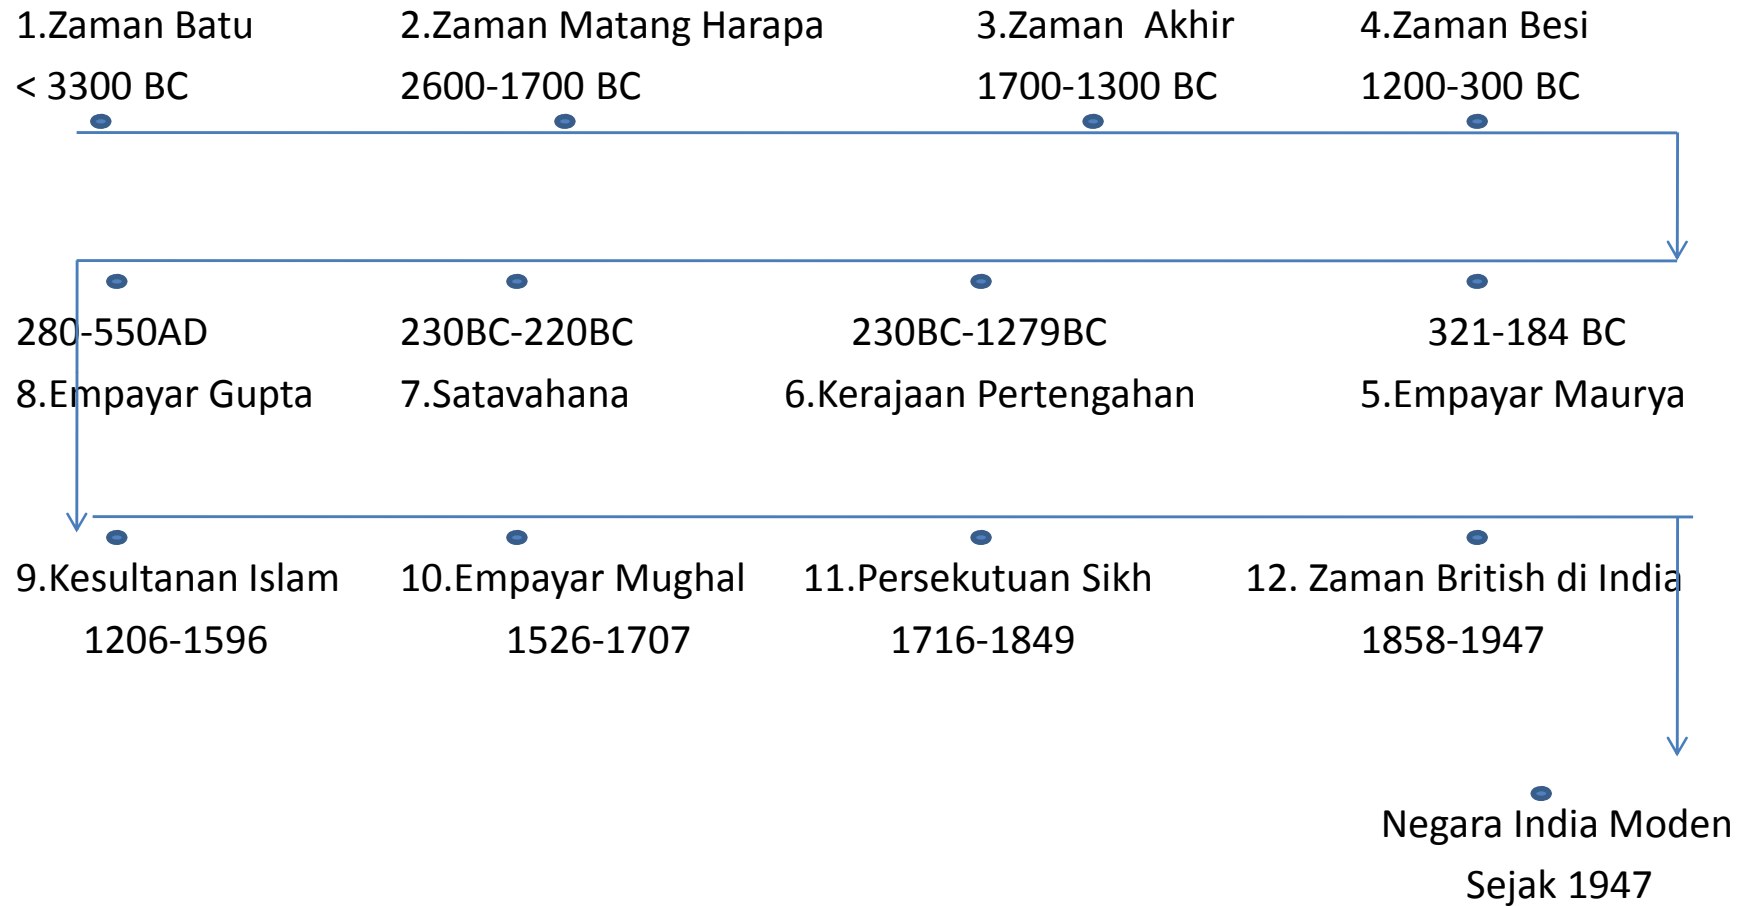 1.Zaman Batu 2.Zaman Matang Harapa 3.Zaman Akhir 4.Zaman Besi
< 3300 BC 2600-1700 BC 1700-1300 BC 1200-300 BC
280-550AD 230BC-220BC 230BC-1279BC 321-184 BC
8.Empayar Gupta 7.Satavahana 6.Kerajaan Pertengahan 5.Empayar Maurya
9.Kesultanan Islam 10.Empayar Mughal 11.Persekutuan Sikh 12. Zaman British di India
1206-1596 1526-1707 1716-1849 1858-1947
Negara India Moden
Sejak 1947